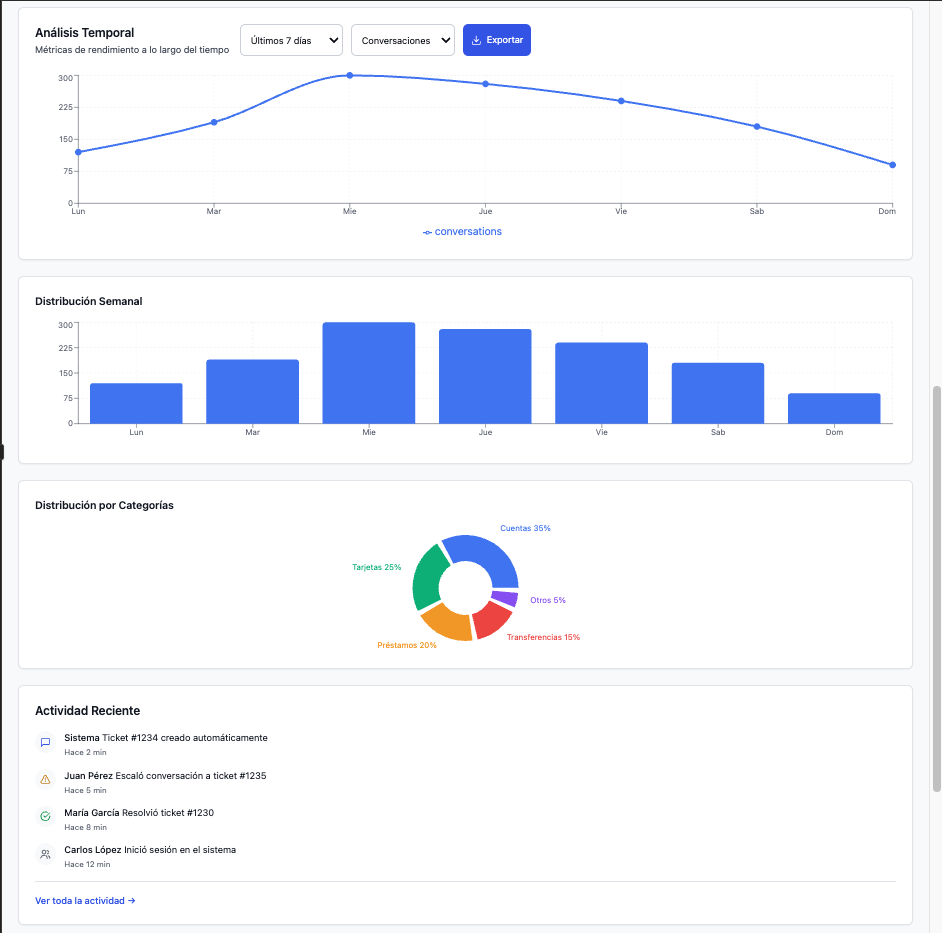 Análisis Temporal
Métricas de rendimiento a lo largo del tiempo
Últimos 7 días
Conversaciones
Exportar
300
225
150
75
0
Lun Mar Mie Jue Vie Sab Dom
conversations
Distribución Semanal
300
225
150
75
0
Lun Mar Mie Jue Vie Sab Dom
Distribución por Categorías
Cuentas 35%
Tarjetas 25%
Otros 5%
Transferencias 15%
Préstamos 20%
Actividad Reciente
Sistema Ticket #1234 creado automáticamente
Hace 2 min
Juan Pérez Escaló conversación a ticket #1235
Hace 5 min
María García Resolvió ticket #1230
Hace 8 min
Carlos López Inició sesión en el sistema
Hace 12 min
Ver toda la actividad →